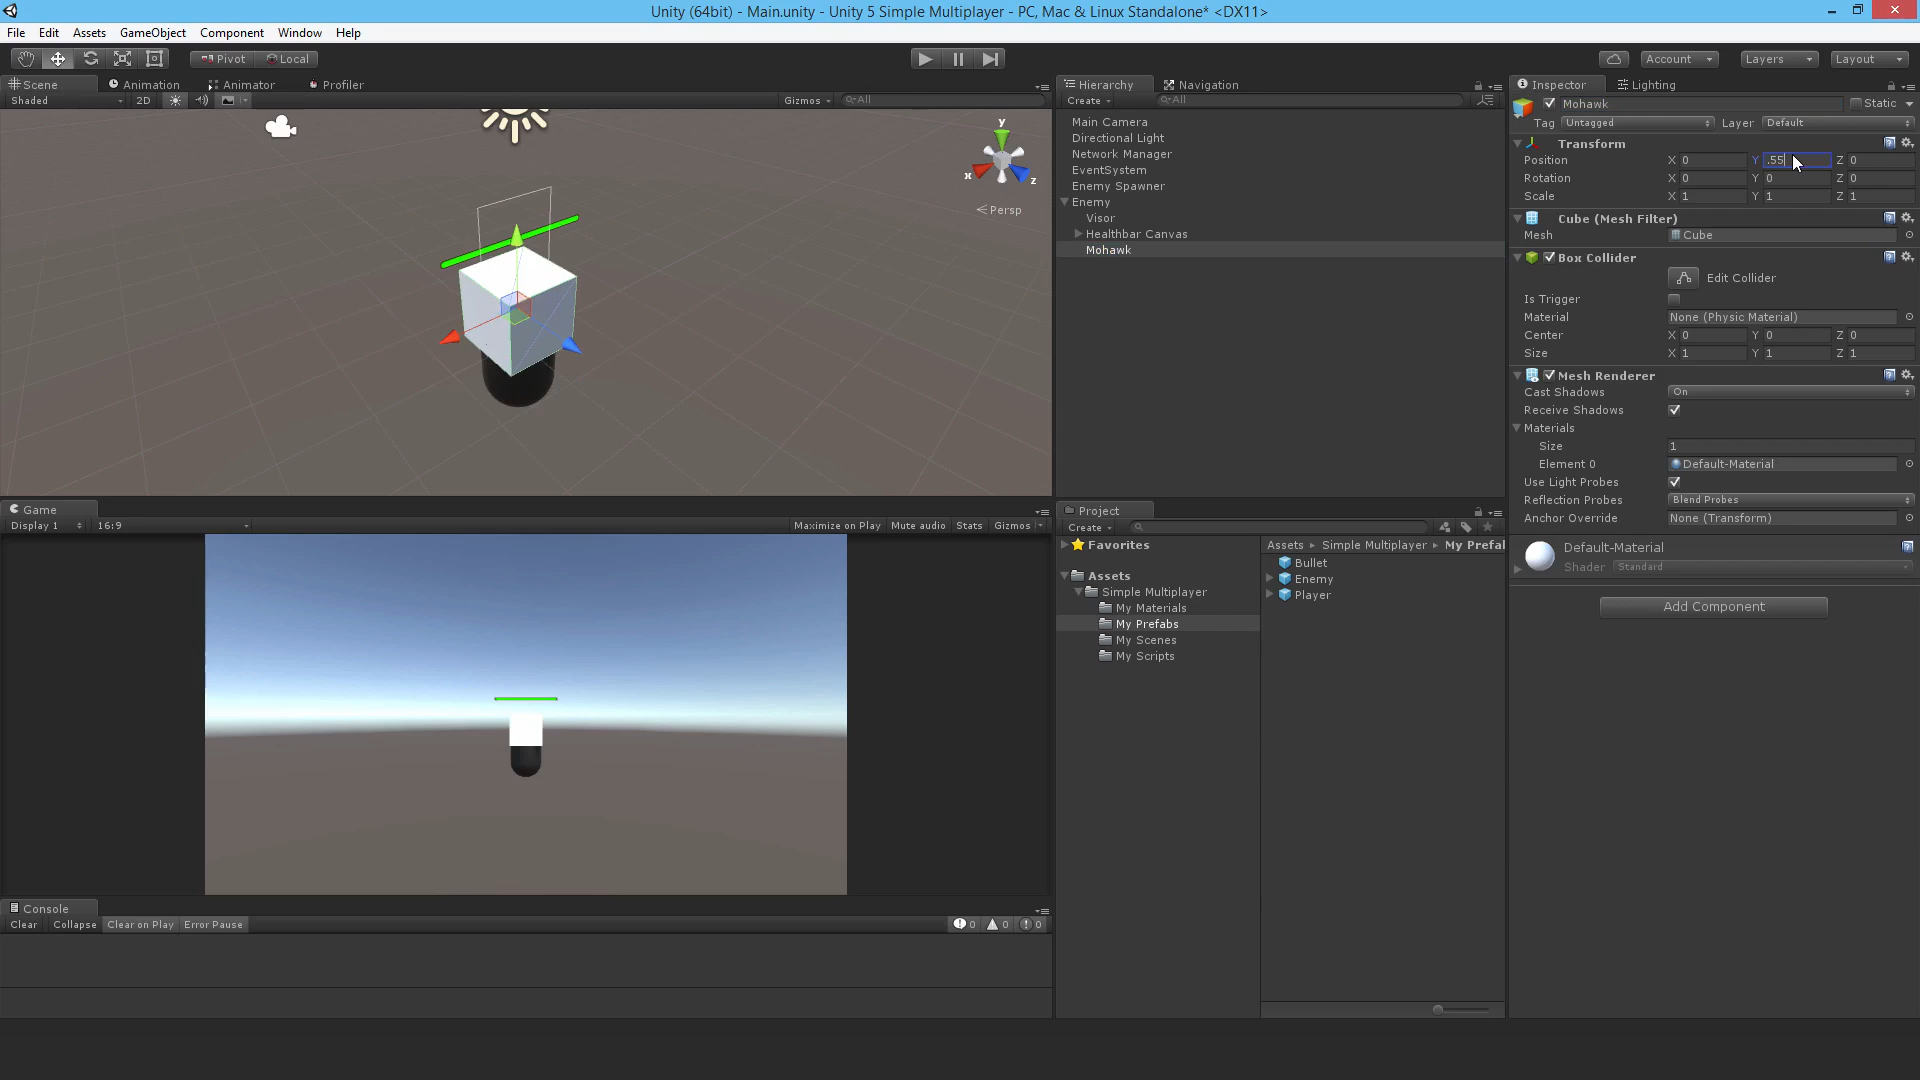 Unity (64bit) - Main.unity - Unity 5 Simple Multiplayer - PC, Mac & Linux Standalone* <DX11>
File Edit Assets GameObject Component Window Help
Pivot Local Account Layers Layout
Scene Animation Animator Profiler
Shaded 2D Gizmos All
y
x
z
Persp
Game
Display 1 16:9 Maximize on Play Mute audio Stats Gizmos
Console
Clear Collapse Clear on Play Error Pause 0 0 0
Hierarchy Navigation
Create All
Main Camera
Directional Light
Network Manager
EventSystem
Enemy Spawner
Enemy
Visor
Healthbar Canvas
Mohawk
Project
Create
Favorites
Assets
Simple Multiplayer
My Materials
My Prefabs
My Scenes
My Scripts
Assets Simple Multiplayer My Prefal
Bullet
Enemy
Player
Inspector Lighting
Mohawk Static
Tag Untagged Layer Default
Transform
Position X 0 Y .55 Z 0
Rotation X 0 Y 0 Z 0
Scale X 1 Y 1 Z 1
Cube (Mesh Filter)
Mesh Cube
Box Collider
Edit Collider
Is Trigger
Material None (Physic Material)
Center X 0 Y 0 Z 0
Size X 1 Y 1 Z 1
Mesh Renderer
Cast Shadows On
Receive Shadows
Materials
Size 1
Element 0 Default-Material
Use Light Probes
Reflection Probes Blend Probes
Anchor Override None (Transform)
Default-Material
Shader Standard
Add Component